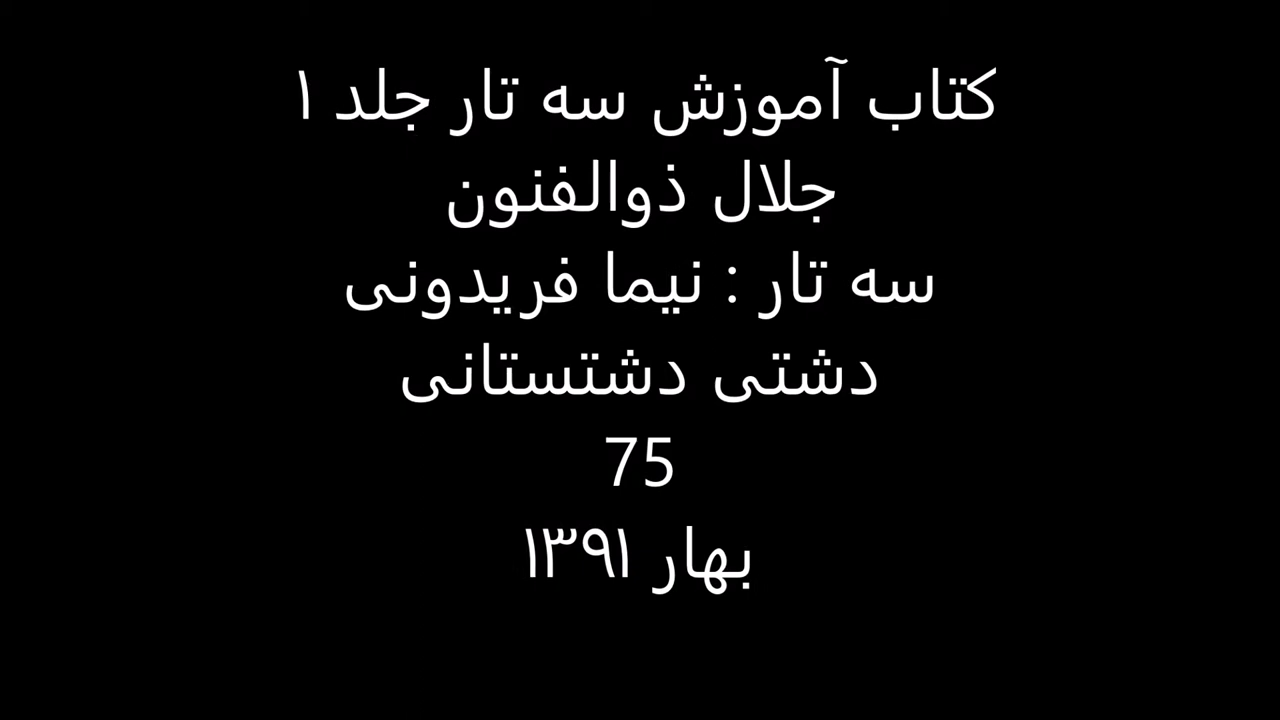 کتاب آموزش سه تار جلد ۱
جلال ذوالفنون
سه تار : نیما فریدونی
دشتی دشتستانی
75
بهار ۱۳۹۱